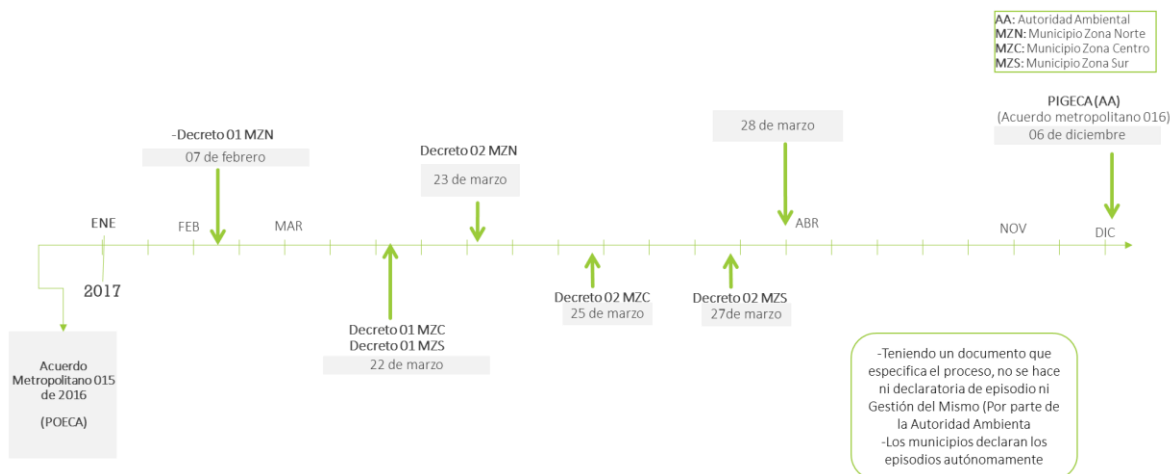 AA: Autoridad Ambiental
MZN: Municipio Zona Norte
MZC: Municipio Zona Centro
MZS: Municipio Zona Sur
PIGECA (AA)
(Acuerdo metropolitano 016)
06 de diciembre
28 de marzo
-Decreto 01 MZN
07 de febrero
Decreto 02 MZN
23 de marzo
ENE
FEB
MAR
ABR
NOV
DIC
2017
Decreto 01 MZC
Decreto 01 MZS
22 de marzo
Decreto 02 MZC
25 de marzo
Decreto 02 MZS
27de marzo
Acuerdo
Metropolitano 015
de 2016
(POECA)
-Teniendo un documento que
especifica el proceso, no se hace
ni declaratoria de episodio ni
Gestión del Mismo (Por parte de
la Autoridad Ambienta
-Los municipios declaran los
episodios autónomamente